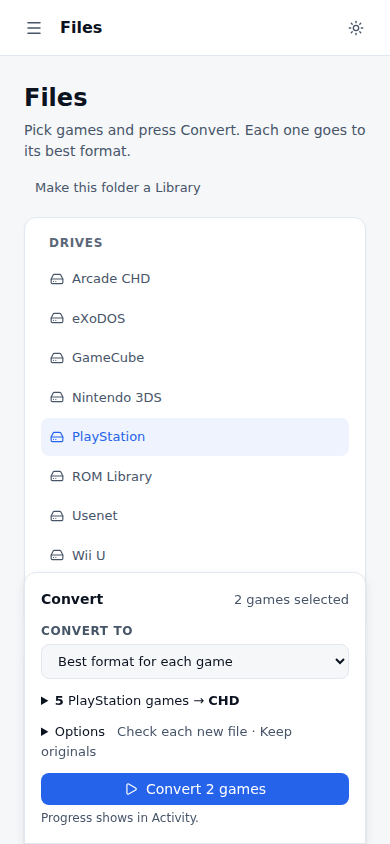 Files
Files
Pick games and press Convert. Each one goes to
its best format.
Make this folder a Library
DRIVES
Arcade CHD
eXoDOS
GameCube
Nintendo 3DS
PlayStation
ROM Library
Usenet
Wii U
Convert 2 games selected
CONVERT TO
Best format for each game
5 PlayStation games → CHD
Options Check each new file · Keep
originals
Convert 2 games
Progress shows in Activity.